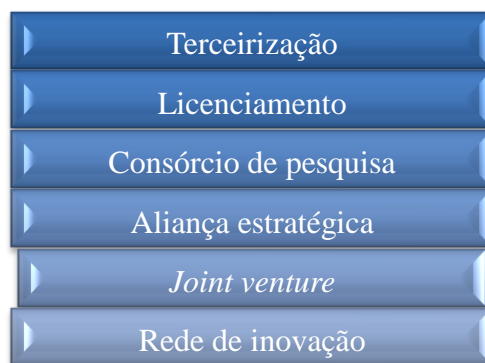 Terceirização
Licenciamento
Consórcio de pesquisa
Aliança estratégica
Joint venture
Rede de inovação